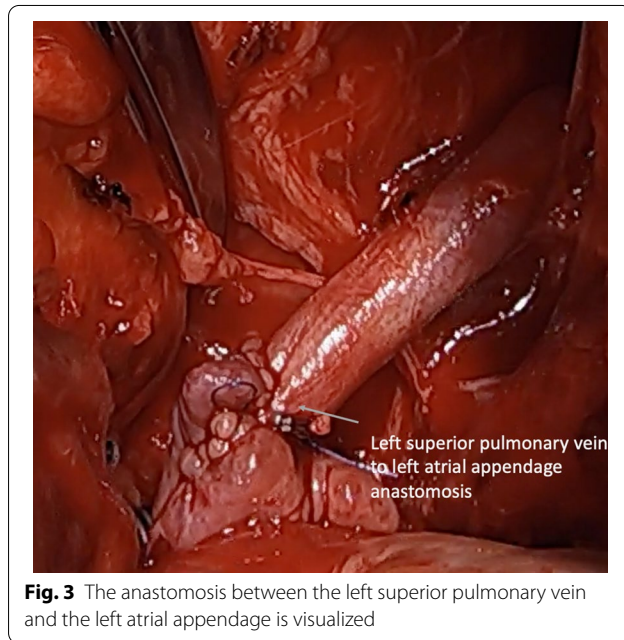 Left superior pulmonary vein
to left atrial appendage
anastomosis
Fig. 3 The anastomosis between the left superior pulmonary vein
and the left atrial appendage is visualized